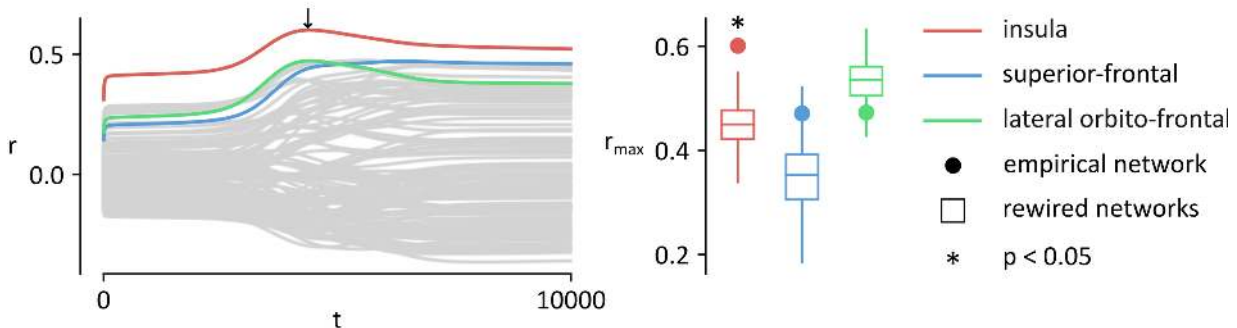 0.5
r
0.0
0
10000
t
*
0.6
r_max
0.4
0.2
insula
superior-frontal
lateral orbito-frontal
empirical network
rewired networks
* p < 0.05